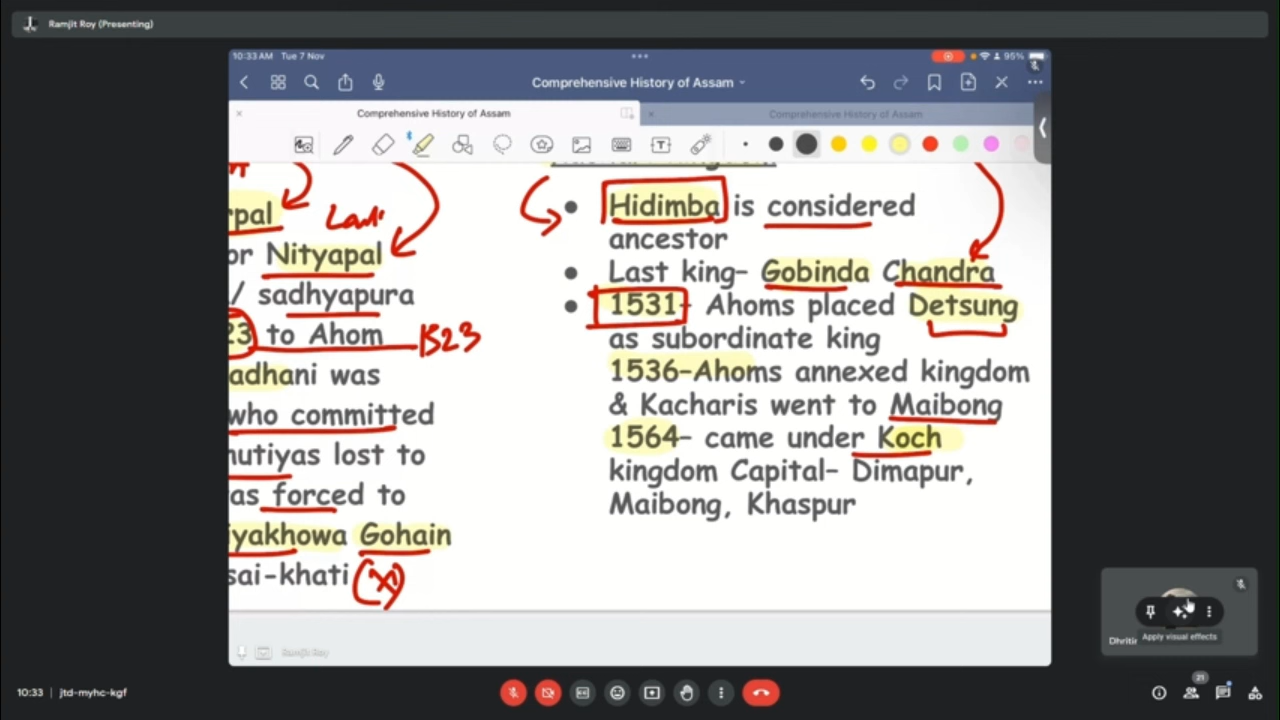 Ramjit Roy (Presenting)
10:33 AM Tue 7 Nov
95%
Comprehensive History of Assam
Comprehensive History of Assam
Comprehensive History of Assam
T
rpal
or Nityapal
/ sadhyapura
23 to Ahom 1523
adhani was
who committed
hutiyas lost to
as forced to
iyakhowa Gohain
sai-khati (x)
• Hidimba is considered
ancestor
• Last king- Gobinda Chandra
• 1531- Ahoms placed Detsung
as subordinate king
1536-Ahoms annexed kingdom
& Kacharis went to Maibong
1564- came under Koch
kingdom Capital- Dimapur,
Maibong, Khaspur
Ramjit Roy
Apply visual effects
10:33 | jtd-myhc-kgf
21